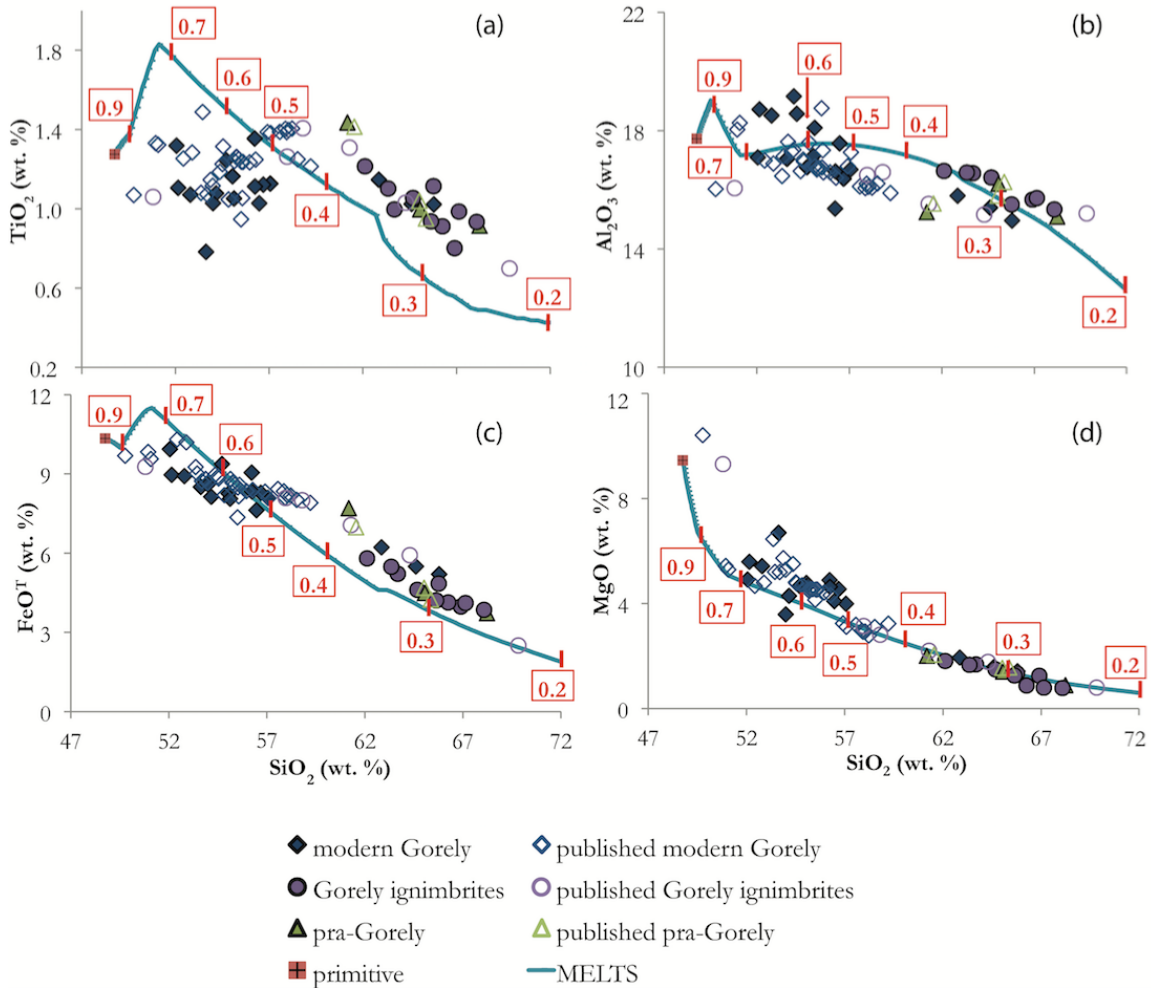 (a)
TiO2 (wt. %)
1.8
1.4
1.0
0.6
0.2
0.9
0.7
0.6
0.5
0.4
0.3
0.2
(b)
Al2O3 (wt. %)
22
18
14
10
0.9
0.7
0.6
0.5
0.4
0.3
0.2
(c)
FeO^T (wt. %)
12
9
6
3
0
0.9
0.7
0.6
0.5
0.4
0.3
0.2
47 52 57 62 67 72
SiO2 (wt. %)
(d)
MgO (wt. %)
12
8
4
0
0.9
0.7
0.6
0.5
0.4
0.3
0.2
47 52 57 62 67 72
SiO2 (wt. %)
modern Gorely
published modern Gorely
Gorely ignimbrites
published Gorely ignimbrites
pra-Gorely
published pra-Gorely
primitive
MELTS